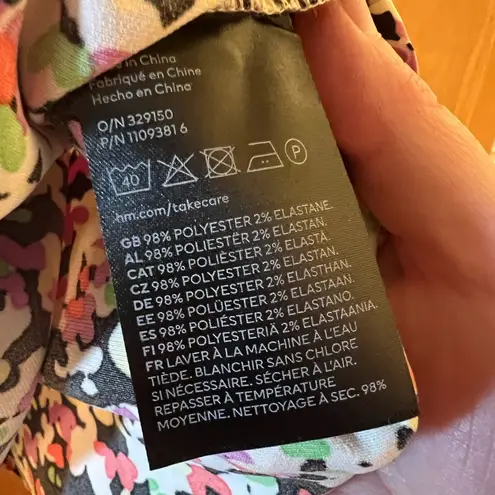 in China
Fabriqué en Chine
Hecho en China
O/N 329150
P/N 1109381 6
40 P
hm.com/takecare
GB 98% POLYESTER 2% ELASTANE.
AL 98% POLIESTËR 2% ELASTAN.
CAT 98% POLIÈSTER 2% ELASTÀ.
CZ 98% POLYESTER 2% ELASTAN.
DE 98% POLYESTER 2% ELASTHAN.
EE 98% POLÜESTER 2% ELASTAAN.
ES 98% POLIÉSTER 2% ELASTANO.
FI 98% POLYESTERIÄ 2% ELASTAANIA.
FR LAVER À LA MACHINE À L'EAU
TIÈDE. BLANCHIR SANS CHLORE
SI NÉCESSAIRE. SÉCHER À L'AIR.
REPASSER À TEMPÉRATURE
MOYENNE. NETTOYAGE À SEC. 98%